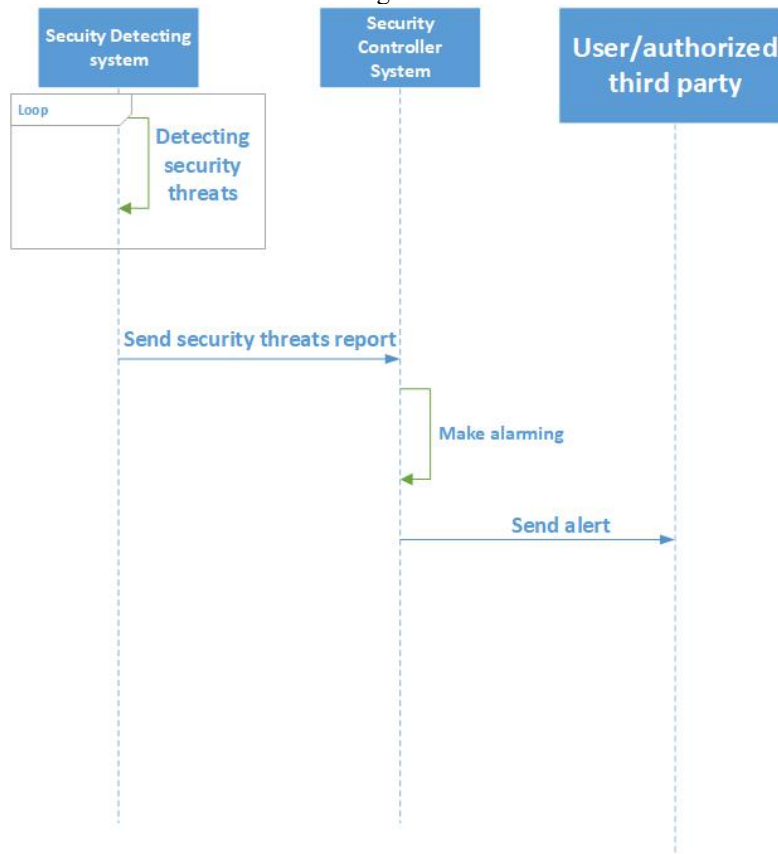 Secuity Detecting
system
Security
Controller
System
User/authorized
third party
Loop
Detecting
security
threats
Send security threats report
Make alarming
Send alert